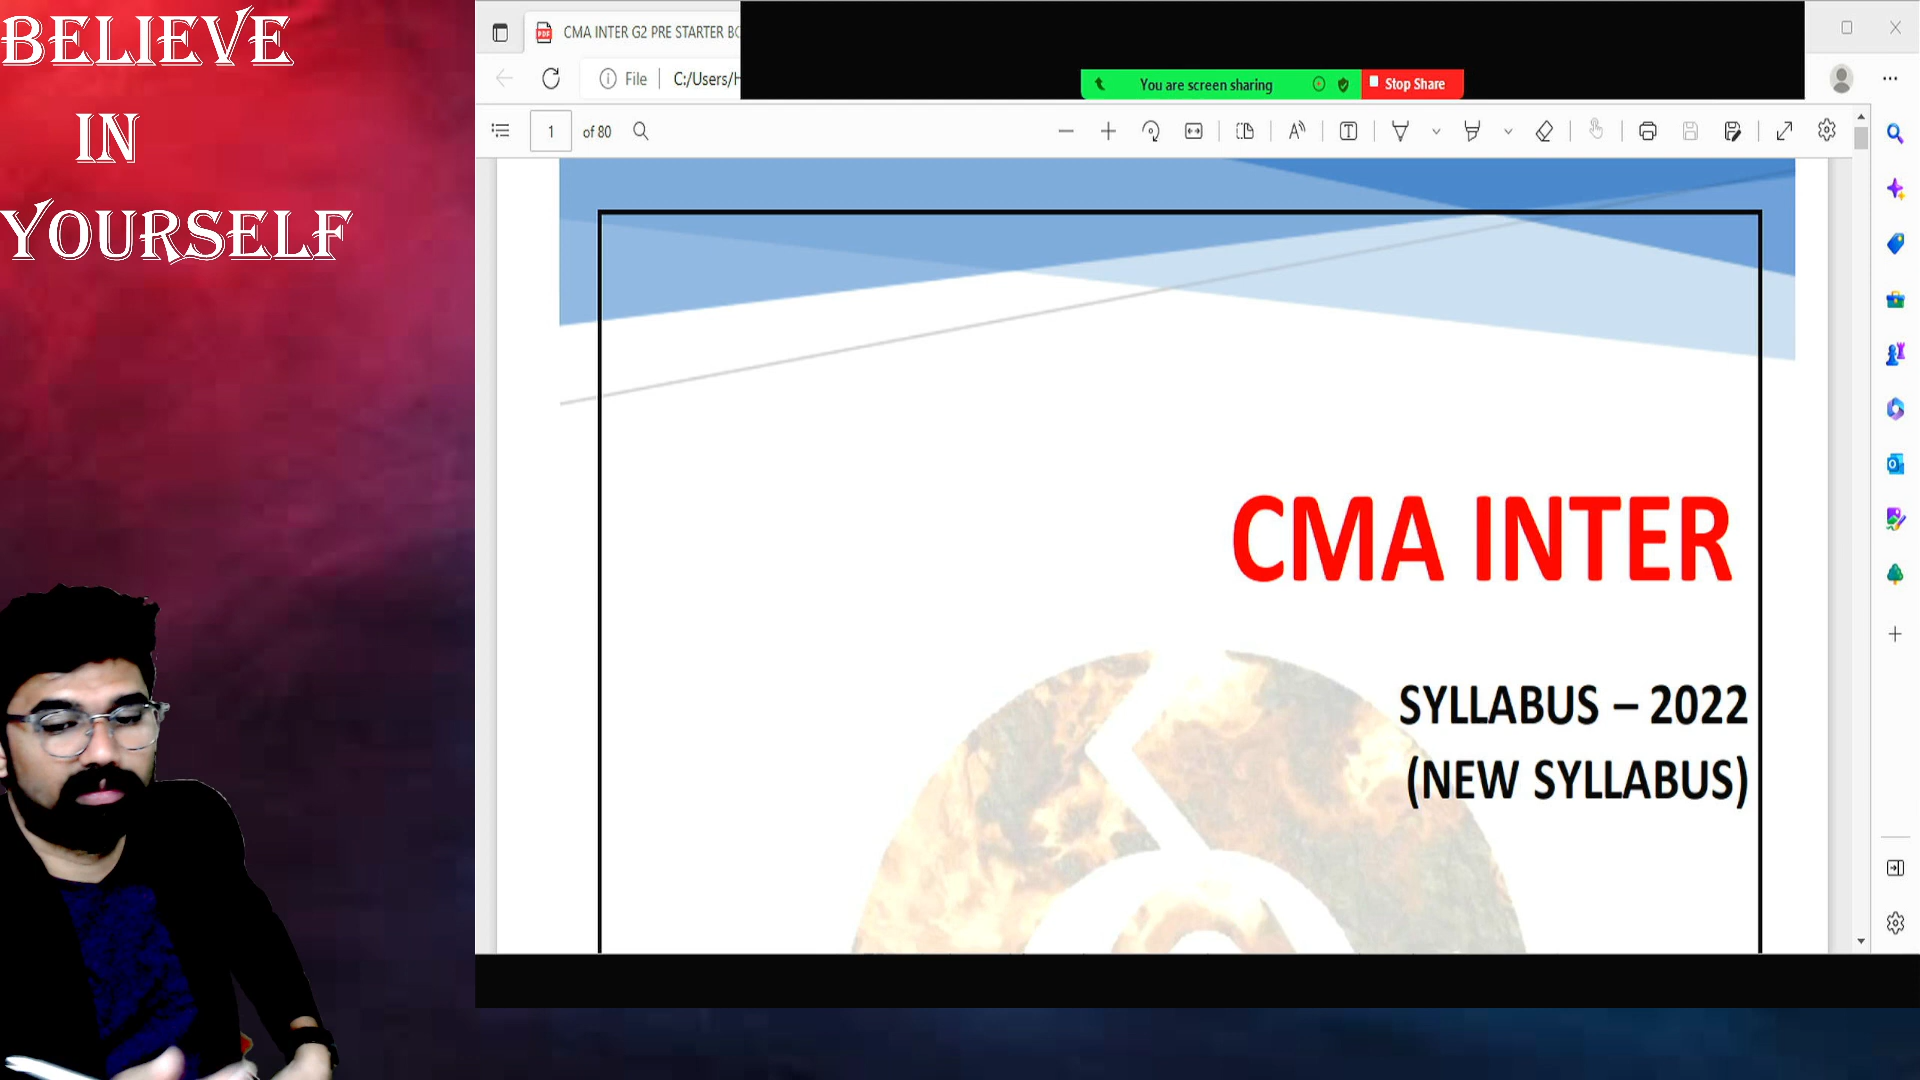 BELIEVE
IN
YOURSELF
CMA INTER G2 PRE STARTER
File
C:/Users/
You are screen sharing
Stop Share
1
of 80
CMA INTER
SYLLABUS – 2022
(NEW SYLLABUS)